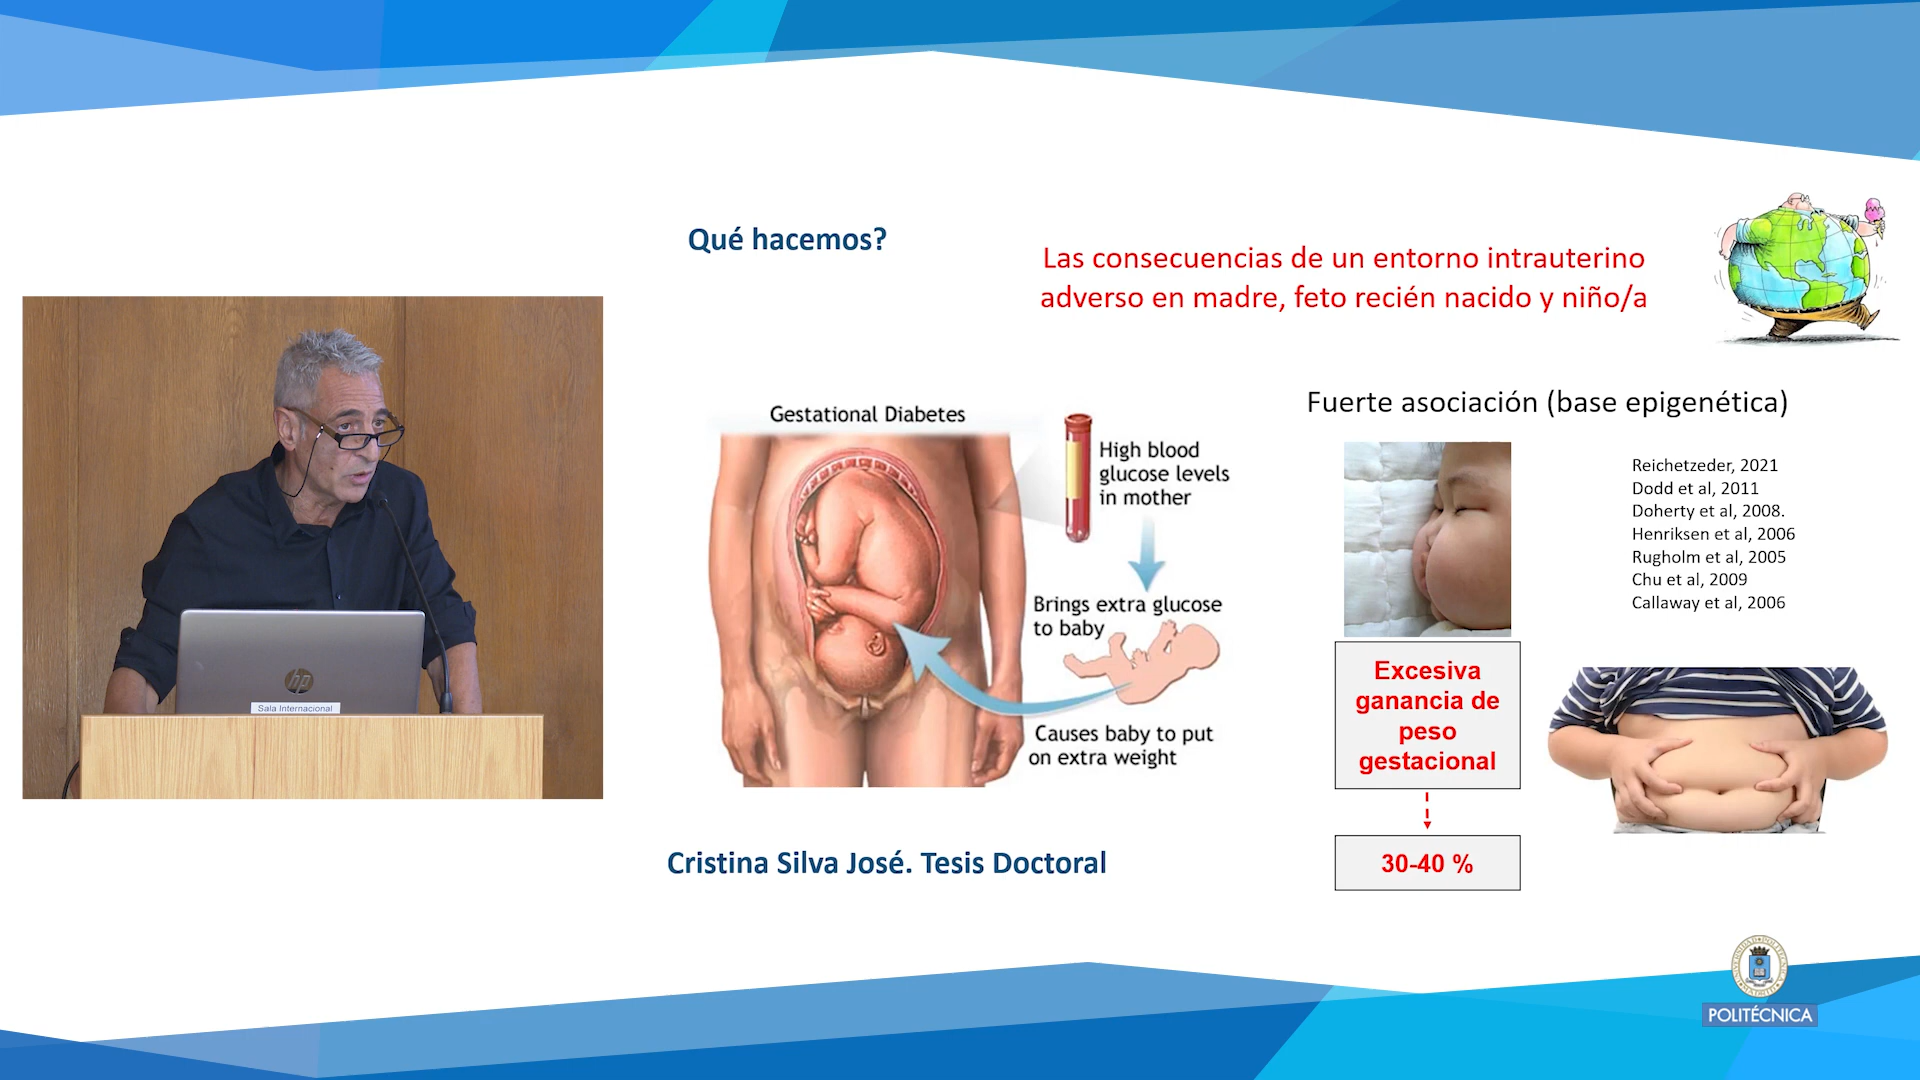 Qué hacemos?
Las consecuencias de un entorno intrauterino
adverso en madre, feto recién nacido y niño/a
Gestational Diabetes
High blood
glucose levels
in mother
Brings extra glucose
to baby
Causes baby to put
on extra weight
Fuerte asociación (base epigenética)
Reichetzeder, 2021
Dodd et al, 2011
Doherty et al, 2008.
Henriksen et al, 2006
Rugholm et al, 2005
Chu et al, 2009
Callaway et al, 2006
Excesiva
ganancia de
peso
gestacional
30-40 %
hp
Sala Internacional
Cristina Silva José. Tesis Doctoral
POLITÉCNICA